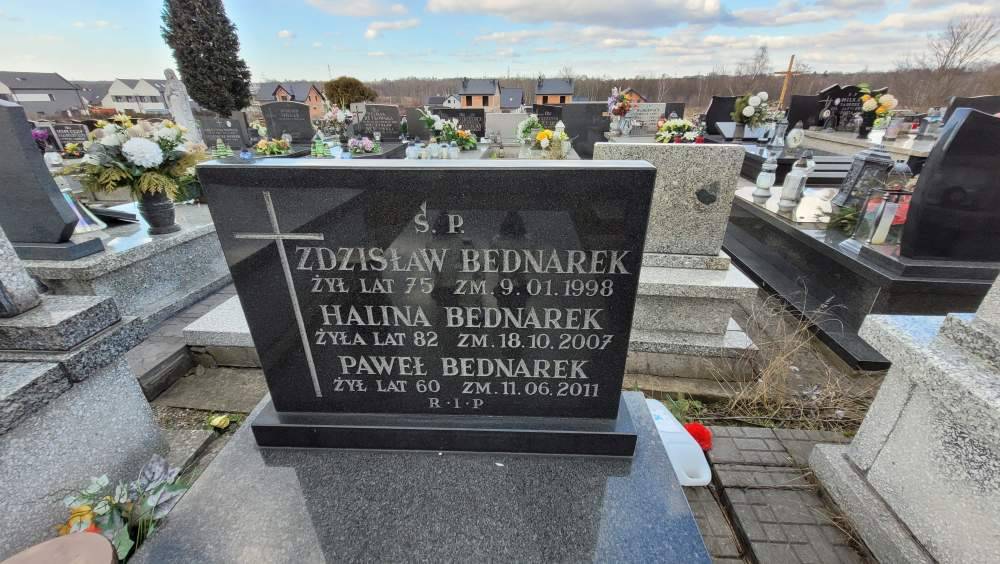 Ś. P.
ZDZISŁAW BEDNAREK
ŻYŁ LAT 75 ZM. 9. 01. 1998
HALINA BEDNAREK
ŻYŁA LAT 82 ZM. 18. 10. 2007
PAWEŁ BEDNAREK
ŻYŁ LAT 60 ZM. 11. 06. 2011
R · I · P